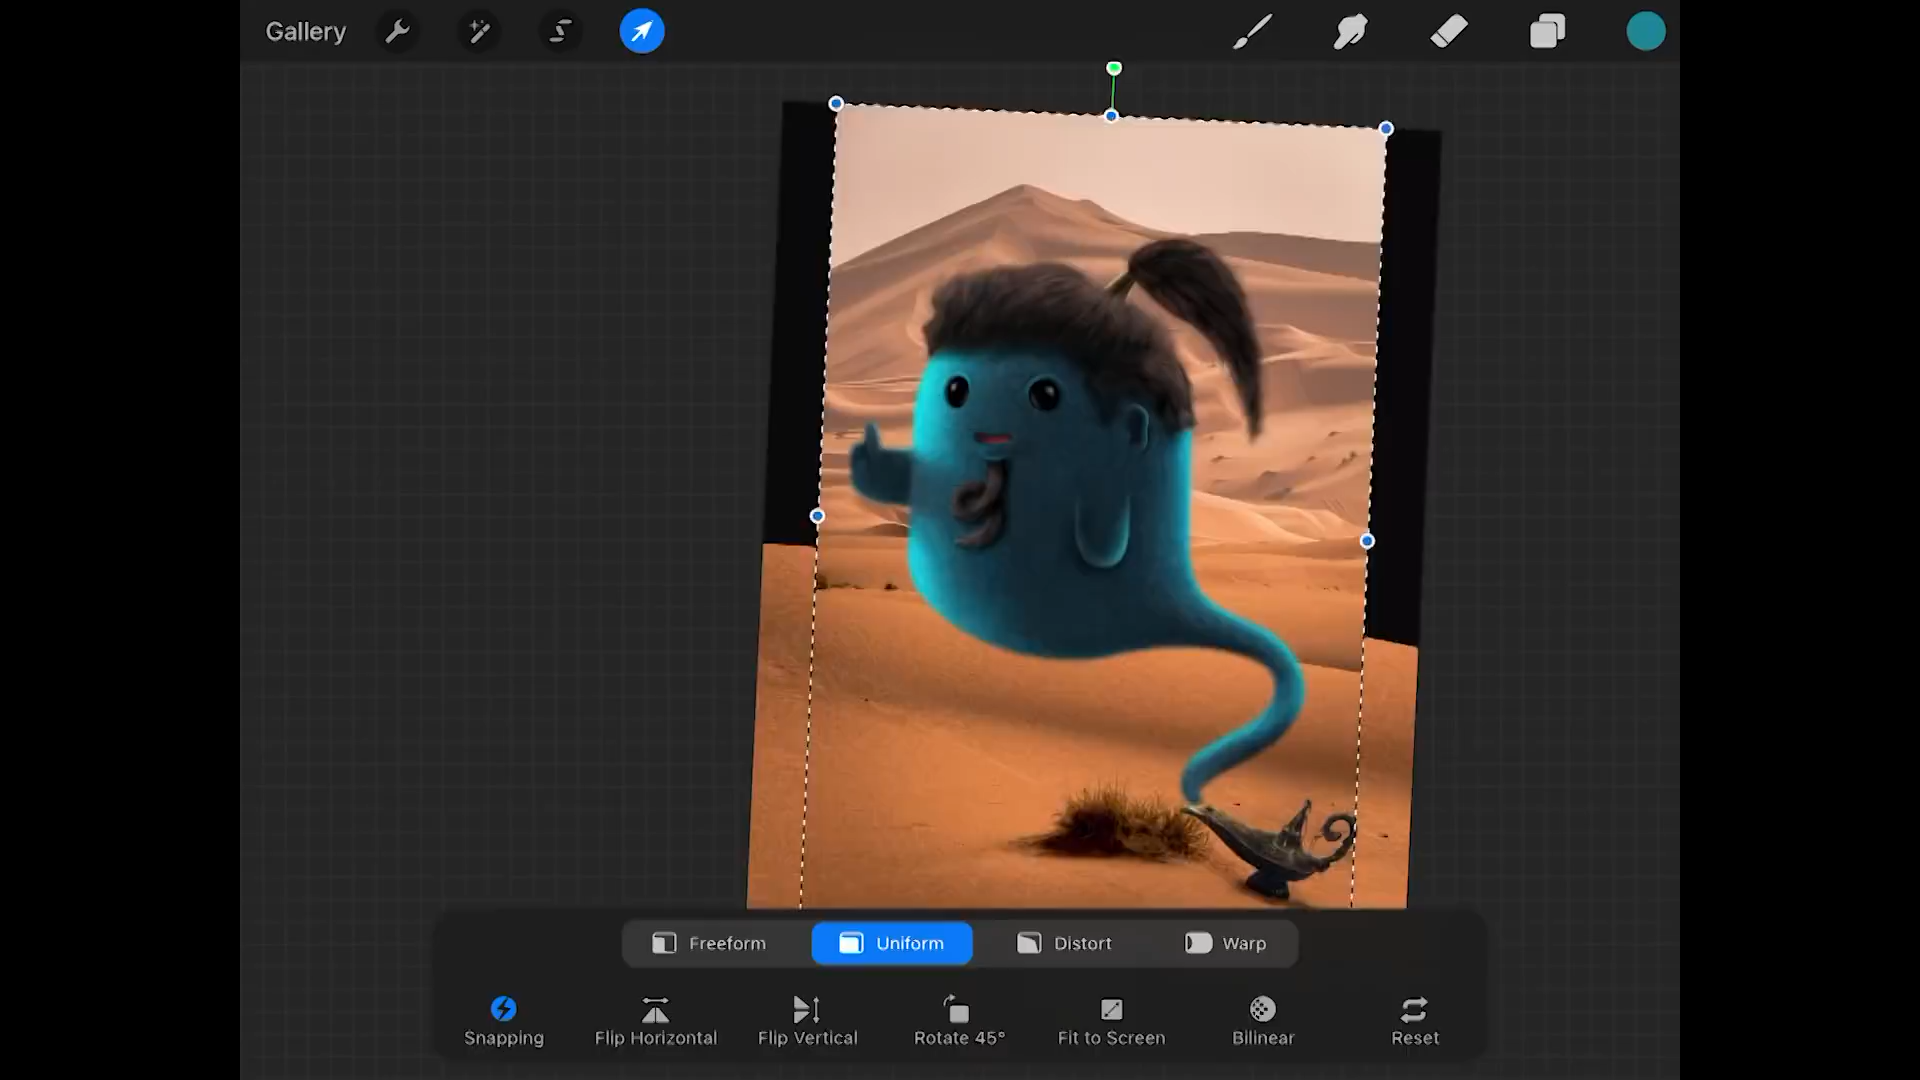 Gallery
Freeform Uniform Distort Warp
Snapping Flip Horizontal Flip Vertical Rotate 45° Fit to Screen Bilinear Reset